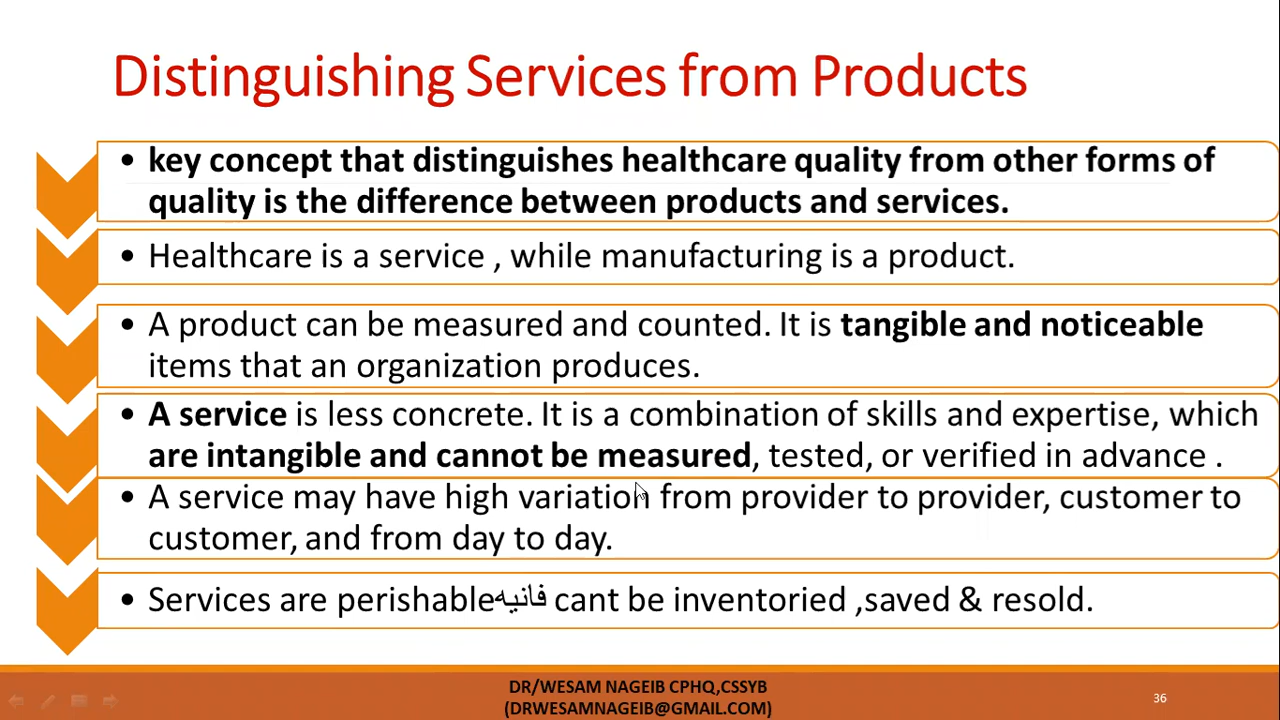 Distinguishing Services from Products
• key concept that distinguishes healthcare quality from other forms of
quality is the difference between products and services.
• Healthcare is a service , while manufacturing is a product.
• A product can be measured and counted. It is tangible and noticeable
items that an organization produces.
• A service is less concrete. It is a combination of skills and expertise, which
are intangible and cannot be measured, tested, or verified in advance .
• A service may have high variation from provider to provider, customer to
customer, and from day to day.
• Services are perishableفانيه cant be inventoried ,saved & resold.
DR/WESAM NAGEIB CPHQ,CSSYB
(DRWESAMNAGEIB@GMAIL.COM)
36